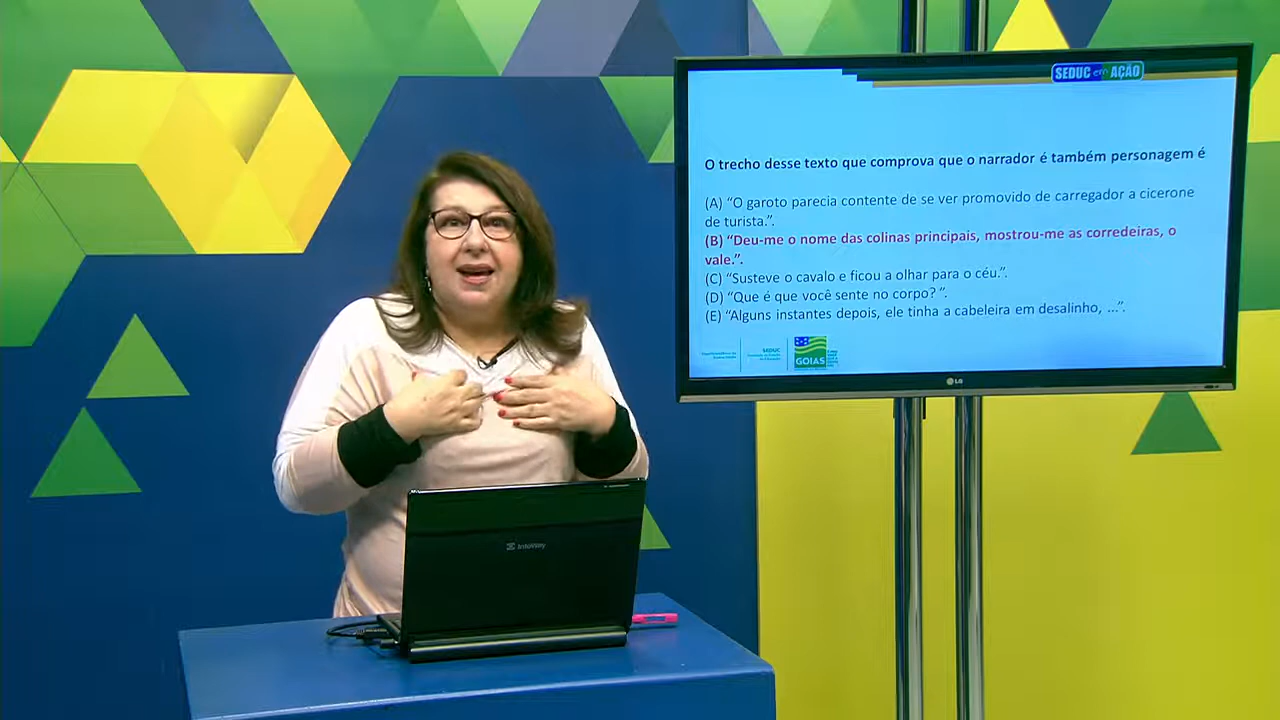 SEDUC em AÇÃO
O trecho desse texto que comprova que o narrador é também personagem é
(A) “O garoto parecia contente de se ver promovido de carregador a cicerone
de turista.”.
(B) “Deu-me o nome das colinas principais, mostrou-me as corredeiras, o
vale.”.
(C) “Susteve o cavalo e ficou a olhar para o céu.”.
(D) “Que é que você sente no corpo? ”.
(E) “Alguns instantes depois, ele tinha a cabeleira em desalinho, ...”.
SEDUC
GOIÁS
LG
InfoWay